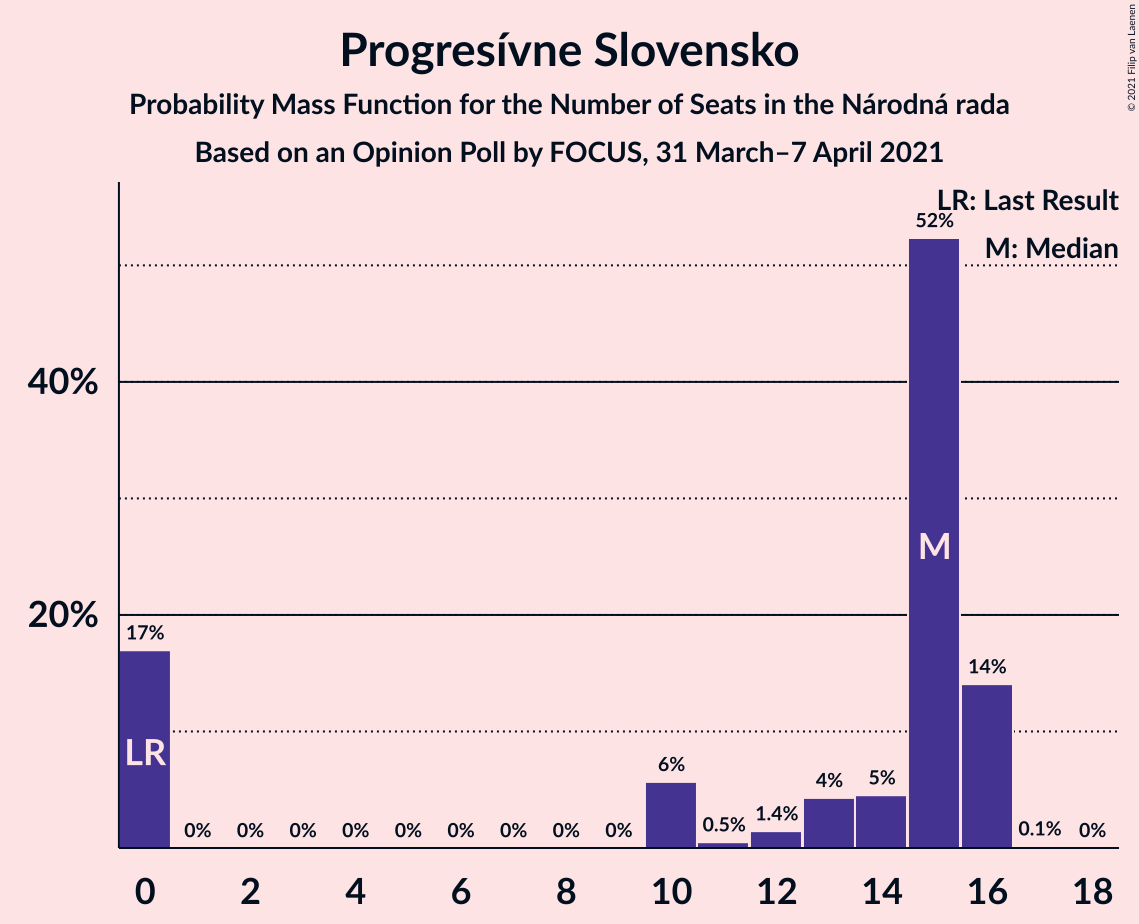 Progresívne Slovensko
Probability Mass Function for the Number of Seats in the Národná rada
Based on an Opinion Poll by FOCUS, 31 March–7 April 2021
© 2021 Filip van Laenen
LR: Last Result
M: Median
52%
40%
20%
17%
14%
M
LR
6%
0.5%
1.4%
4%
5%
0% 0% 0% 0% 0% 0% 0% 0% 0%
0.1% 0%
0 2 4 6 8 10 12 14 16 18